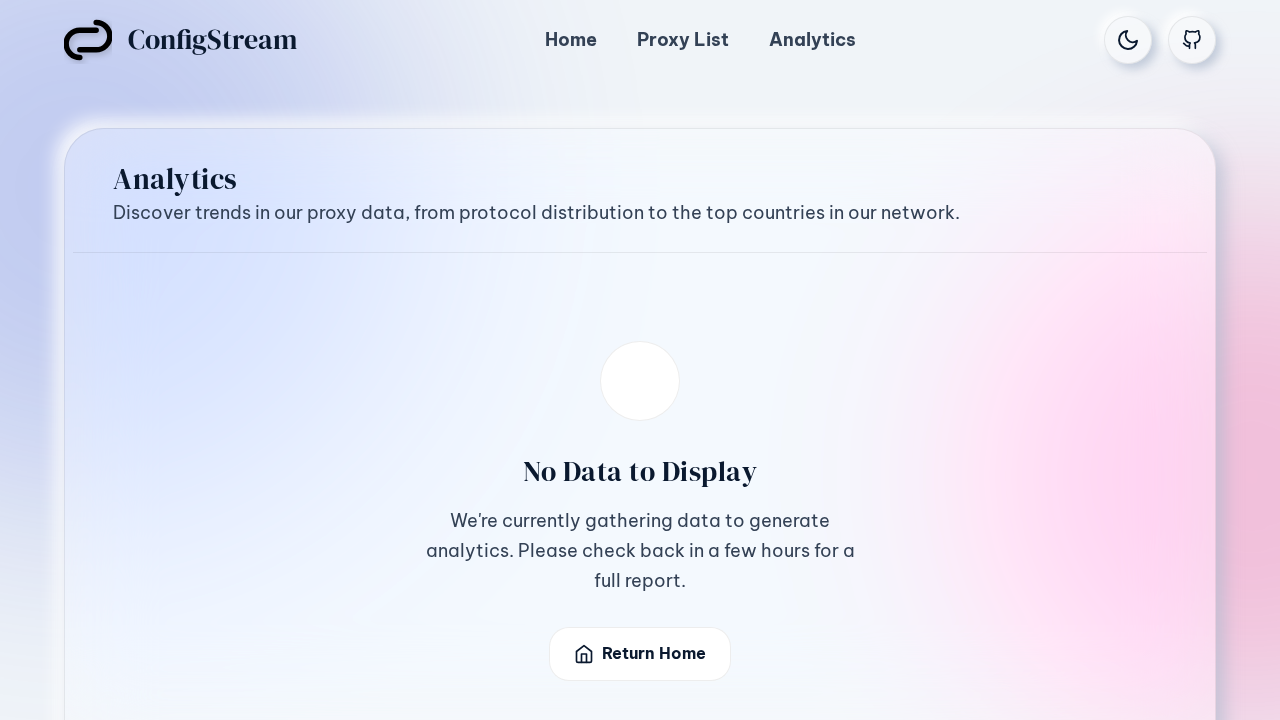 ConfigStream
Home
Proxy List
Analytics
Analytics
Discover trends in our proxy data, from protocol distribution to the top countries in our network.
No Data to Display
We're currently gathering data to generate
analytics. Please check back in a few hours for a
full report.
Return Home